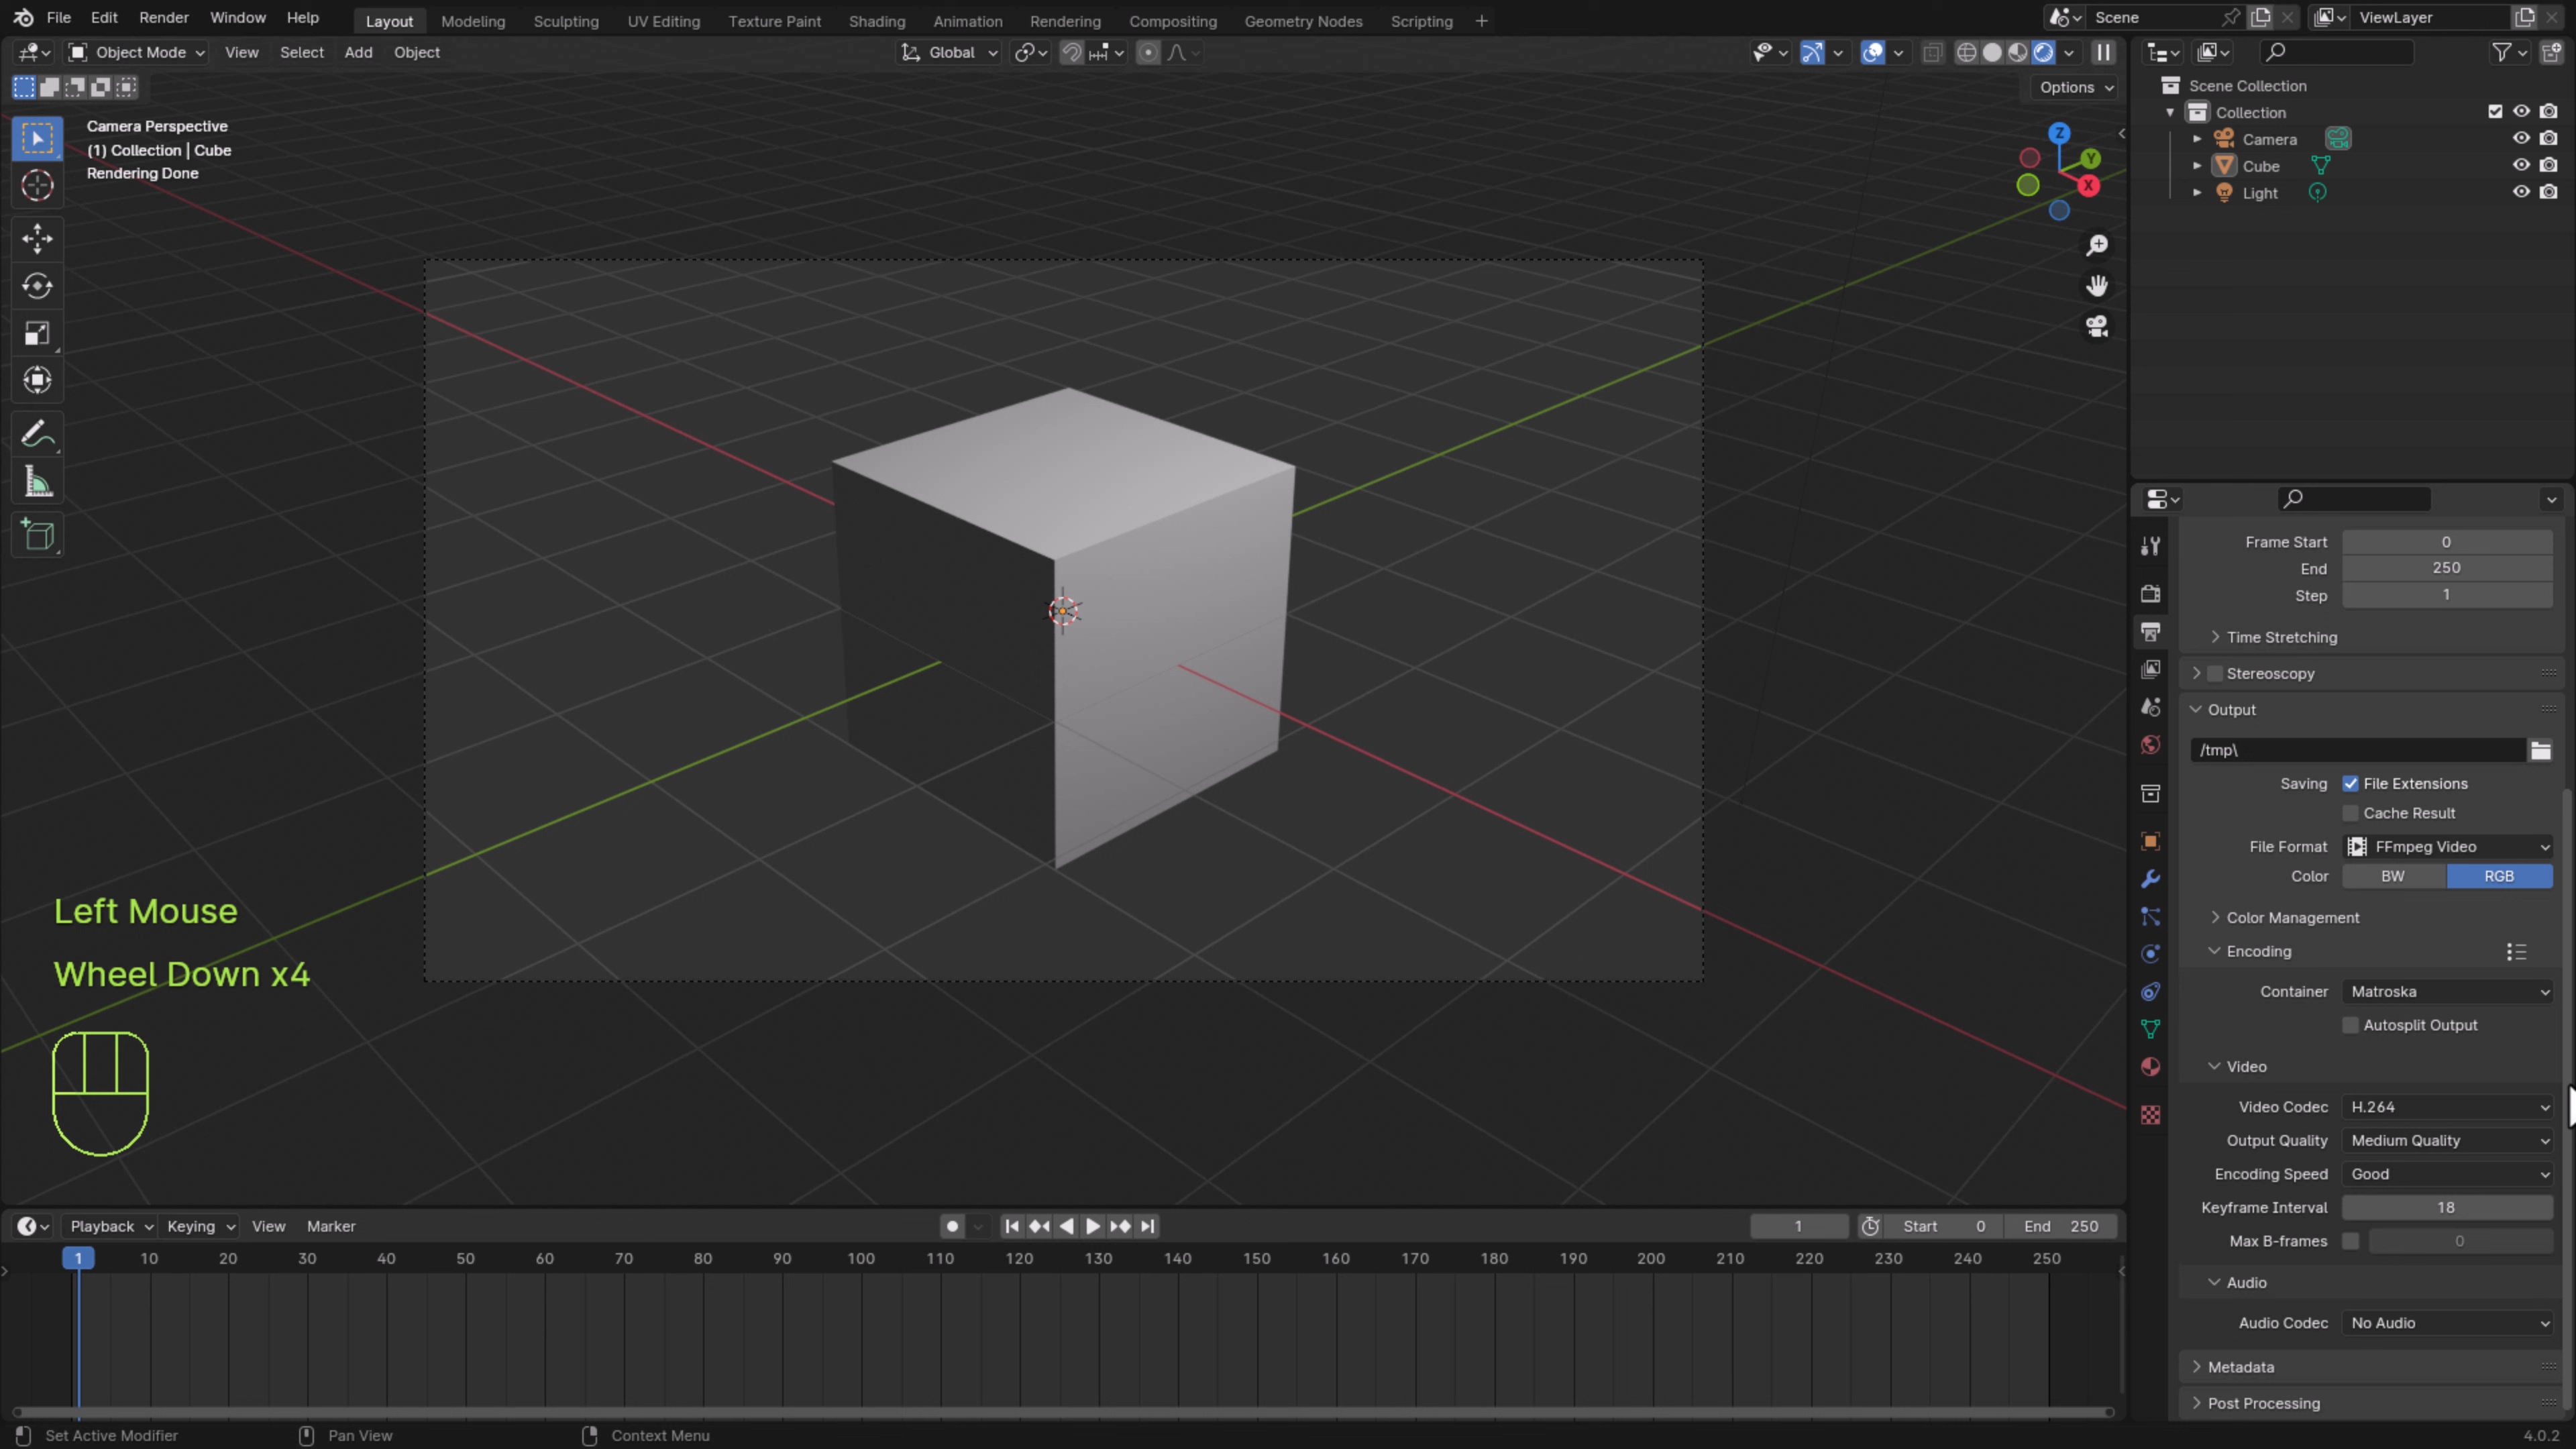 File Edit Render Window Help Layout Modeling Sculpting UV Editing Texture Paint Shading Animation Rendering Compositing Geometry Nodes Scripting + Scene ViewLayer
Object Mode View Select Add Object Global
Options
Camera Perspective
(1) Collection | Cube
Rendering Done
Z
Y
X
Scene Collection
Collection
Camera
Cube
Light
Frame Start 0
End 250
Step 1
Time Stretching
Stereoscopy
Output
/tmp\
Saving File Extensions
Cache Result
File Format FFmpeg Video
Color BW RGB
Color Management
Encoding
Container Matroska
Autosplit Output
Video
Video Codec H.264
Output Quality Medium Quality
Encoding Speed Good
Keyframe Interval 18
Max B-frames 0
Audio
Audio Codec No Audio
Metadata
Post Processing
Left Mouse
Wheel Down x4
Playback Keying View Marker 1 Start 0 End 250
1 10 20 30 40 50 60 70 80 90 100 110 120 130 140 150 160 170 180 190 200 210 220 230 240 250
Set Active Modifier Pan View Context Menu 4.0.2